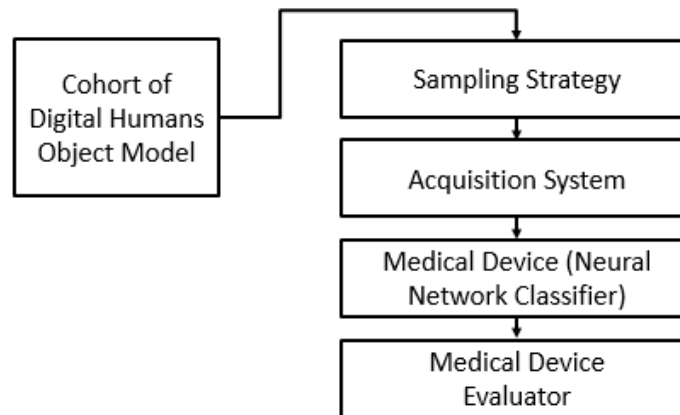 Cohort of
Digital Humans
Object Model
Sampling Strategy
Acquisition System
Medical Device (Neural
Network Classifier)
Medical Device
Evaluator